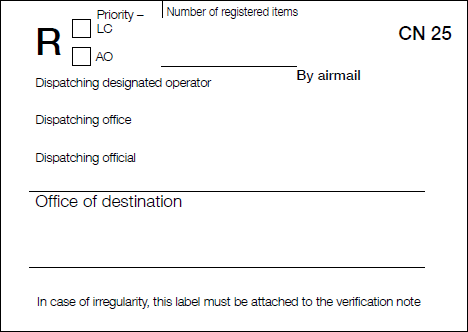 Priority – Number of registered items
LC
R CN 25
AO
By airmail
Dispatching designated operator
Dispatching office
Dispatching official
Office of destination
In case of irregularity, this label must be attached to the verification note